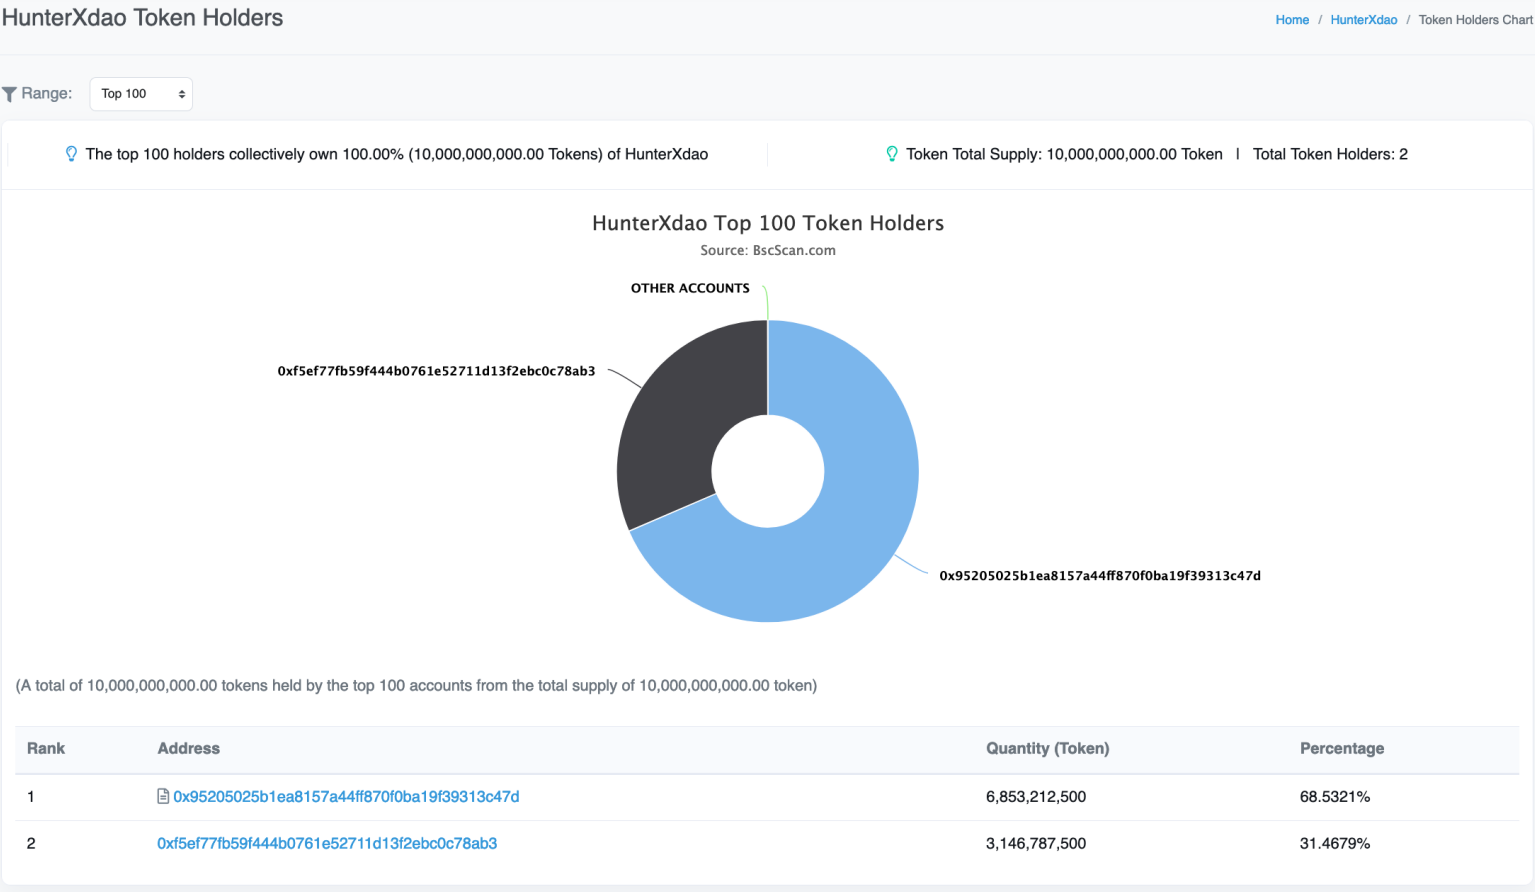 HunterXdao Token Holders
Home / HunterXdao / Token Holders Chart
Range: Top 100
The top 100 holders collectively own 100.00% (10,000,000,000.00 Tokens) of HunterXdao
Token Total Supply: 10,000,000,000.00 Token | Total Token Holders: 2
HunterXdao Top 100 Token Holders
Source: BscScan.com
OTHER ACCOUNTS
0xf5ef77fb59f444b0761e52711d13f2ebc0c78ab3
0x95205025b1ea8157a44ff870f0ba19f39313c47d
(A total of 10,000,000,000.00 tokens held by the top 100 accounts from the total supply of 10,000,000,000.00 token)
Rank Address Quantity (Token) Percentage
1 0x95205025b1ea8157a44ff870f0ba19f39313c47d 6,853,212,500 68.5321%
2 0xf5ef77fb59f444b0761e52711d13f2ebc0c78ab3 3,146,787,500 31.4679%